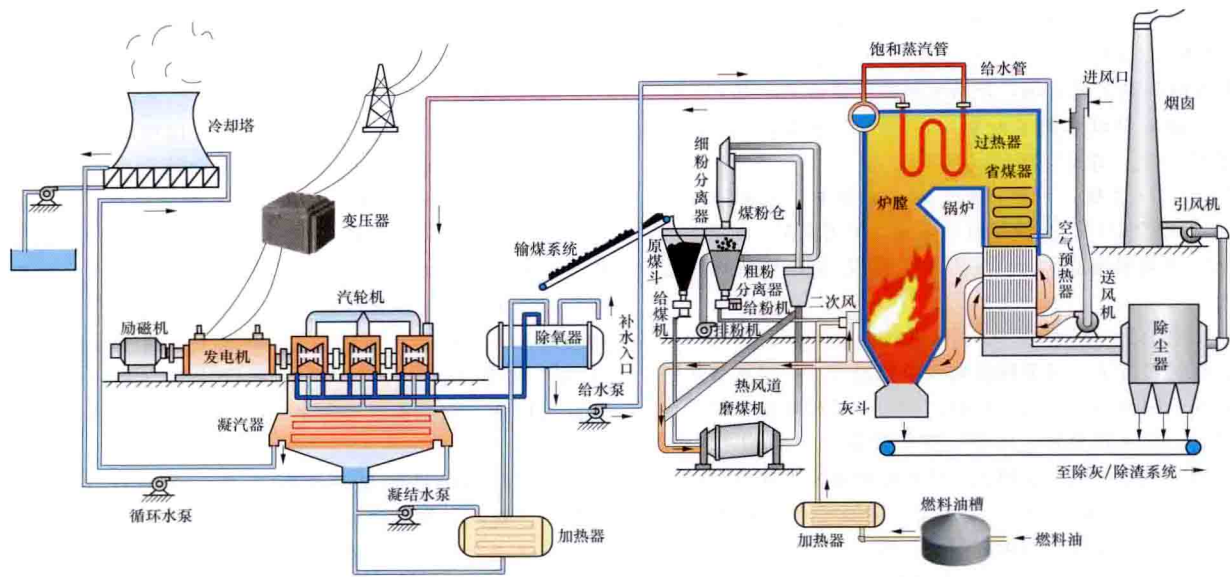 饱和蒸汽管
给水管
进风口
烟囱
冷却塔
过热器
细粉分离器
省煤器
变压器
煤粉仓
炉膛
锅炉
引风机
输煤系统
原煤斗
空气预热器
粗粉
分离器
汽轮机
给煤机
给粉机
二次风
送风机
励磁机
发电机
除氧器
补水入口
排粉机
除尘器
给水泵
热风道
磨煤机
灰斗
凝汽器
至除灰/除渣系统
循环水泵
凝结水泵
加热器
加热器
燃料油槽
燃料油